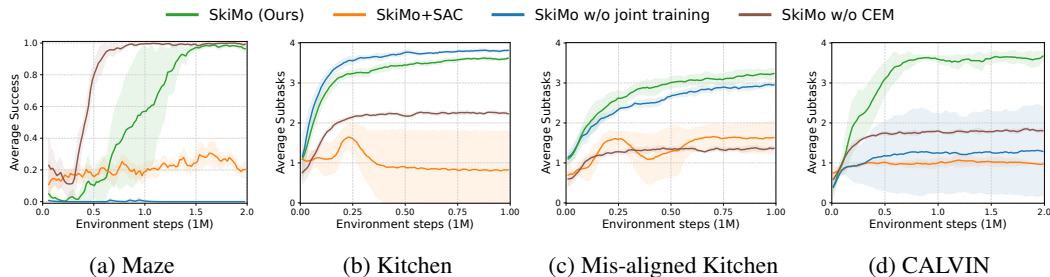 SkiMo (Ours) SkiMo+SAC SkiMo w/o joint training SkiMo w/o CEM
1.0
0.8
0.6
0.4
0.2
0.0
Average Success
0.0 0.5 1.0 1.5 2.0
Environment steps (1M)
(a) Maze
4
3
2
1
0
Average Subtasks
0.00 0.25 0.50 0.75 1.00
Environment steps (1M)
(b) Kitchen
4
3
2
1
0
Average Subtasks
0.00 0.25 0.50 0.75 1.00
Environment steps (1M)
(c) Mis-aligned Kitchen
4
3
2
1
0
Average Subtasks
0.0 0.5 1.0 1.5 2.0
Environment steps (1M)
(d) CALVIN